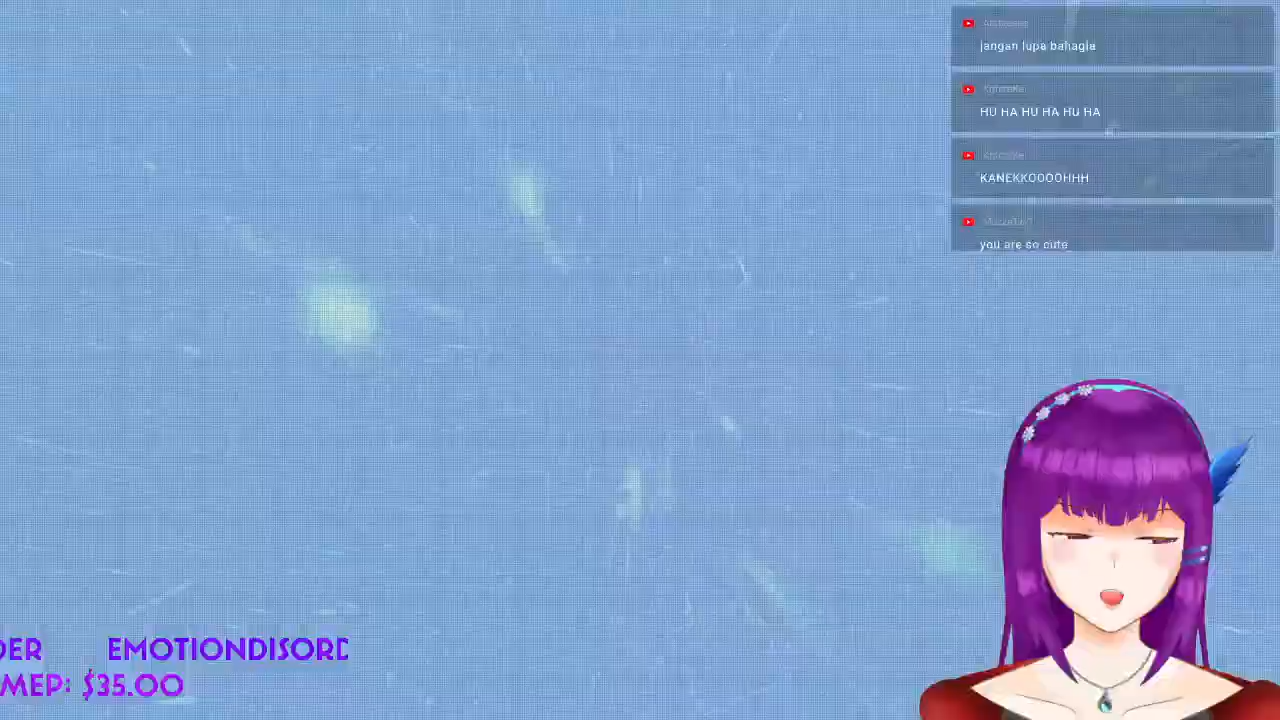 jangan lupa bahagia
HU HA HU HA HU HA
KANEKKOOOOHHH
you are so cute
DER EMOTIONDISORD
MEP: $35.00